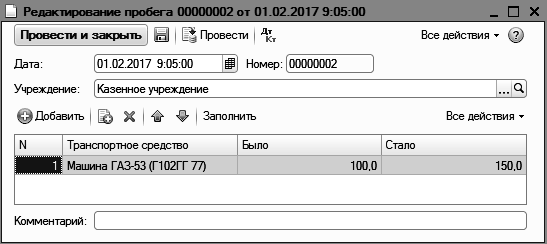 Редактирование пробега 00000002 от 01.02.2017 9:05:00
Провести и закрыть Провести Дт Кт Все действия ?
Дата: 01.02.2017 9:05:00 Номер: 00000002
Учреждение: Казенное учреждение ...
Добавить Заполнить Все действия
N Транспортное средство Было Стало
1 Машина ГАЗ-53 (Г102ГГ 77) 100,0 150,0
Комментарий: